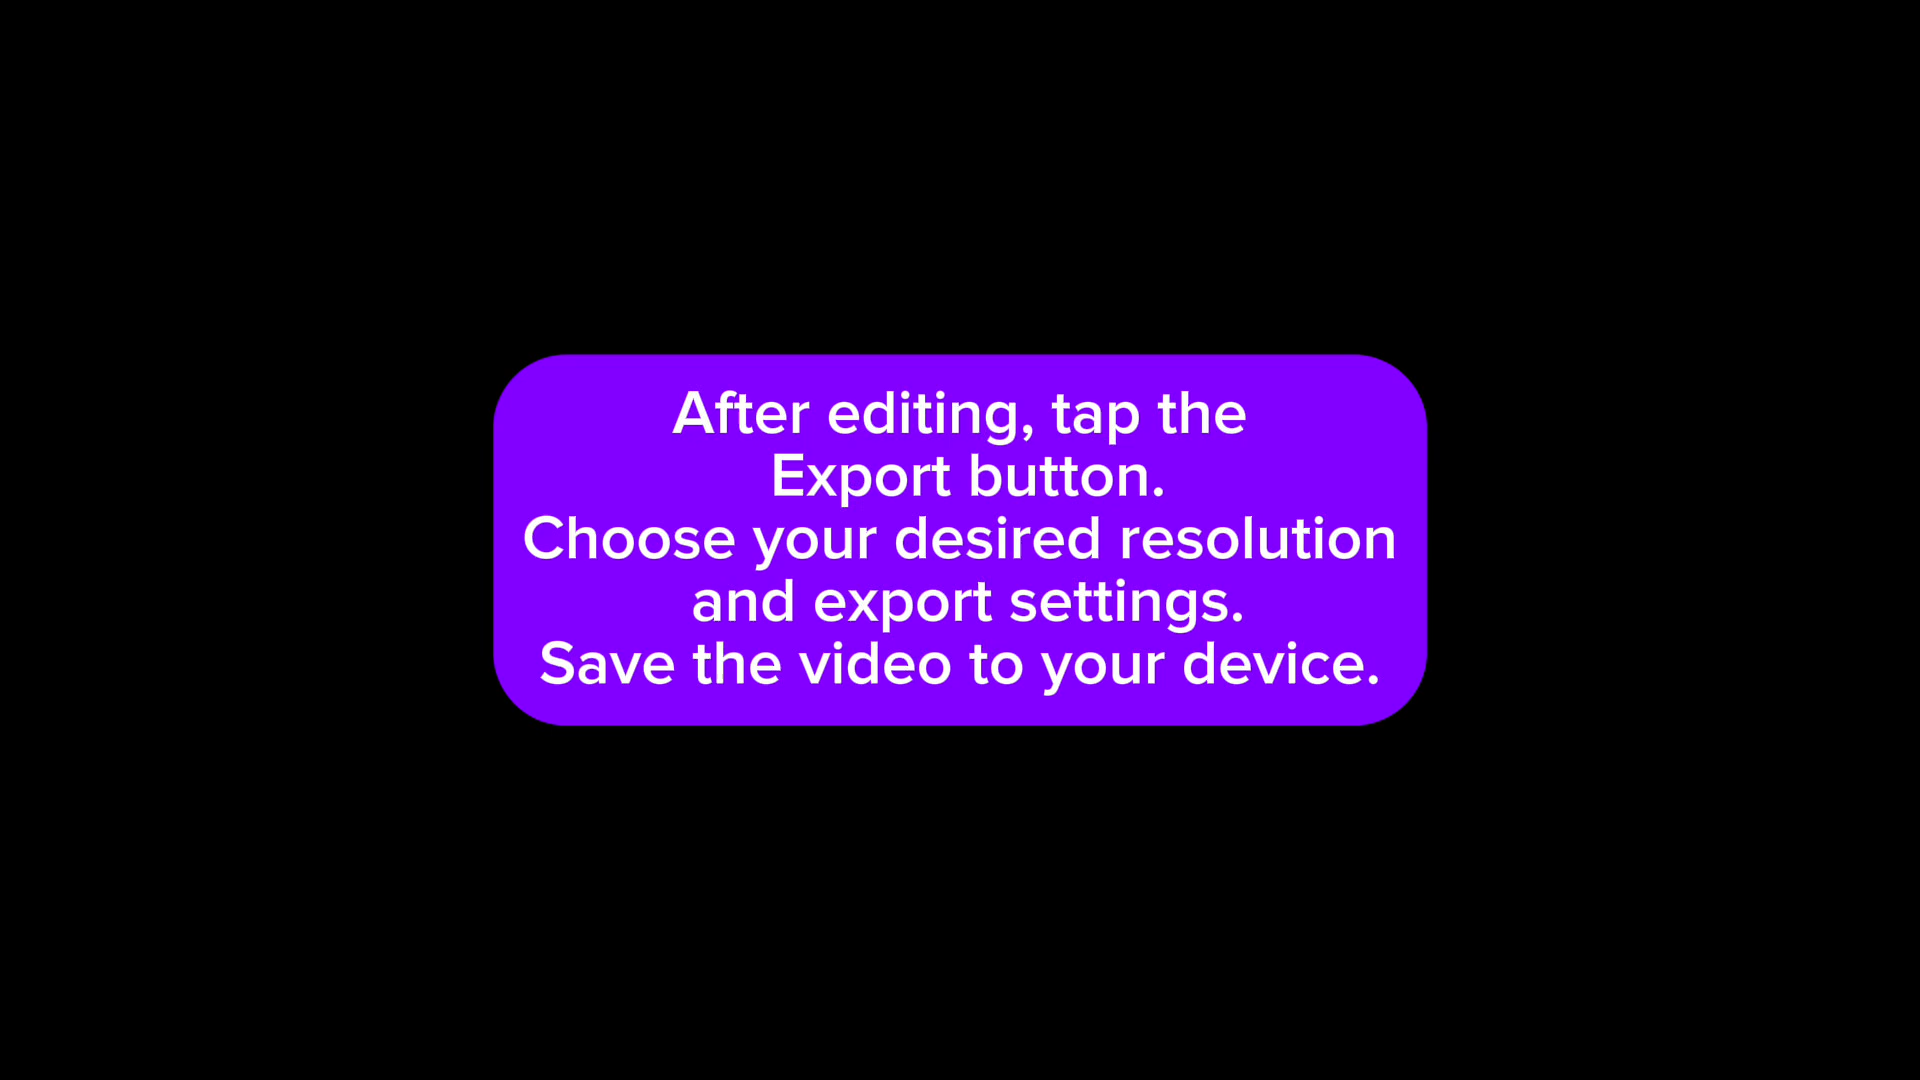 After editing, tap the
Export button.
Choose your desired resolution
and export settings.
Save the video to your device.